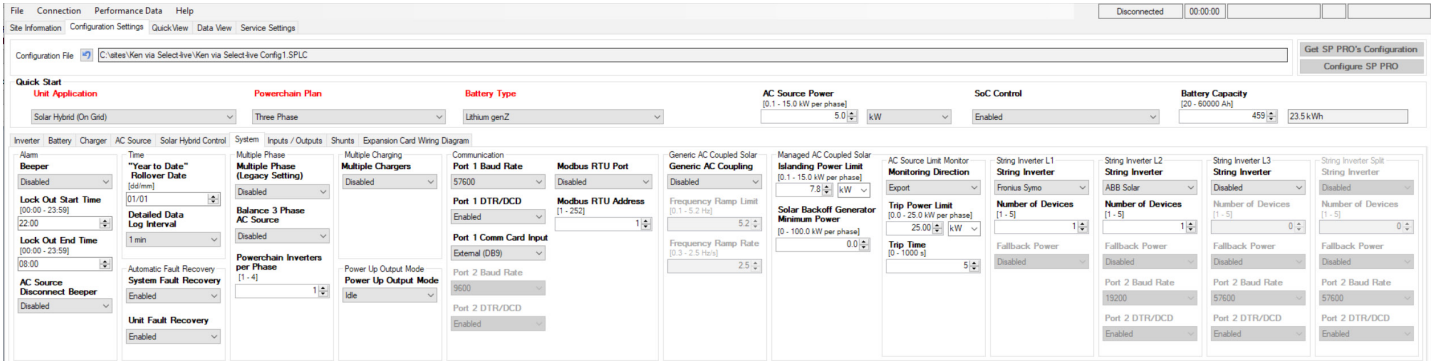 File Connection Performance Data Help
Disconnected 00:00:00
Site Information Configuration Settings QuickView Data View Service Settings
Configuration File C:\sites\Ken via Select-live\Ken via Select-live Config1.SPLC
Get SP PRO's Configuration
Configure SP PRO
Quick Start
Unit Application
Solar Hybrid (On Grid)
Powerchain Plan
Three Phase
Battery Type
Lithium genZ
AC Source Power
[0.1 - 15.0 kW per phase]
5.0 kW
SoC Control
Enabled
Battery Capacity
[20 - 60000 Ah]
459 23.5 kWh
Inverter Battery Charger AC Source Solar Hybrid Control System Inputs / Outputs Shunts Expansion Card Wiring Diagram
Alarm
Beeper
Disabled
Lock Out Start Time
[00:00 - 23:59]
22:00
Lock Out End Time
[00:00 - 23:59]
08:00
AC Source
Disconnect Beeper
Disabled
Time
"Year to Date"
Rollover Date
[dd/mm]
01/01
Detailed Data
Log Interval
1 min
Automatic Fault Recovery
System Fault Recovery
Enabled
Unit Fault Recovery
Enabled
Multiple Phase
Multiple Phase
(Legacy Setting)
Disabled
Balance 3 Phase
AC Source
Disabled
Powerchain Inverters
per Phase
[1 - 4]
1
Multiple Charging
Multiple Chargers
Disabled
Power Up Output Mode
Power Up Output Mode
Idle
Communication
Port 1 Baud Rate
57600
Port 1 DTR/DCD
Enabled
Port 1 Comm Card Input
External (DB9)
Port 2 Baud Rate
9600
Port 2 DTR/DCD
Enabled
Modbus RTU Port
Disabled
Modbus RTU Address
[1 - 252]
1
Generic AC Coupled Solar
Generic AC Coupling
Disabled
Frequency Ramp Limit
[0.1 - 5.2 Hz]
5.2
Frequency Ramp Rate
[0.3 - 2.5 Hz/s]
2.5
Managed AC Coupled Solar
Islanding Power Limit
[0.1 - 15.0 kW per phase]
7.8 kW
Solar Backoff Generator
Minimum Power
[0 - 100.0 kW per phase]
0.0
AC Source Limit Monitor
Monitoring Direction
Export
Trip Power Limit
[0.0 - 25.0 kW per phase]
25.00 kW
Trip Time
[0 - 1000 s]
5
String Inverter L1
String Inverter
Fronius Symo
Number of Devices
[1 - 5]
1
Fallback Power
Disabled
String Inverter L2
String Inverter
ABB Solar
Number of Devices
[1 - 5]
1
Fallback Power
Disabled
Port 2 Baud Rate
19200
Port 2 DTR/DCD
Enabled
String Inverter L3
String Inverter
Disabled
Number of Devices
[1 - 5]
0
Fallback Power
Disabled
Port 2 Baud Rate
57600
Port 2 DTR/DCD
Enabled
String Inverter Split
String Inverter
Disabled
Number of Devices
[1 - 5]
0
Fallback Power
Disabled
Port 2 Baud Rate
57600
Port 2 DTR/DCD
Enabled